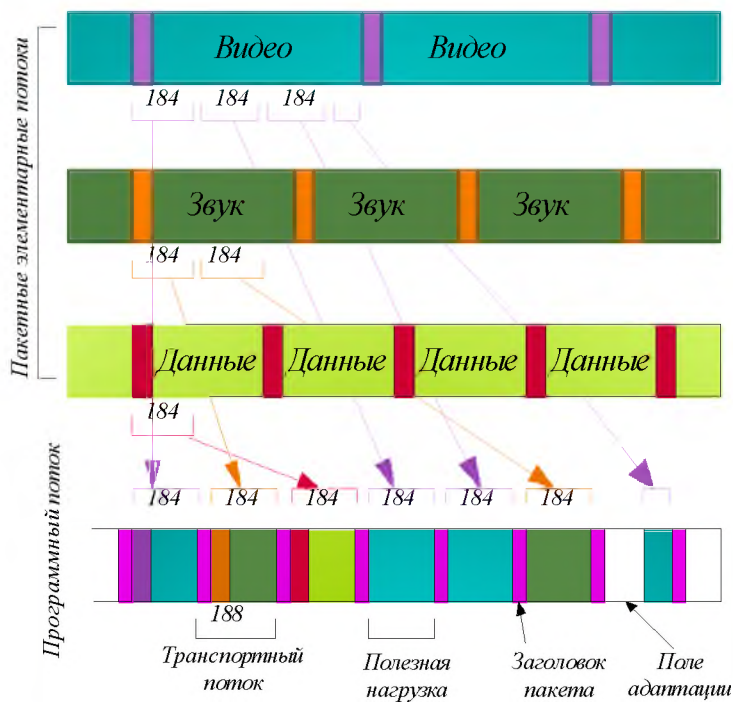 Пакетные элементарные потоки
Видео Видео
184 184 184
Звук Звук Звук
184 184
Данные Данные Данные Данные
184
Программный поток
184 184 184 184 184 184
188
Транспортный поток
Полезная нагрузка
Заголовок пакета
Поле адаптации